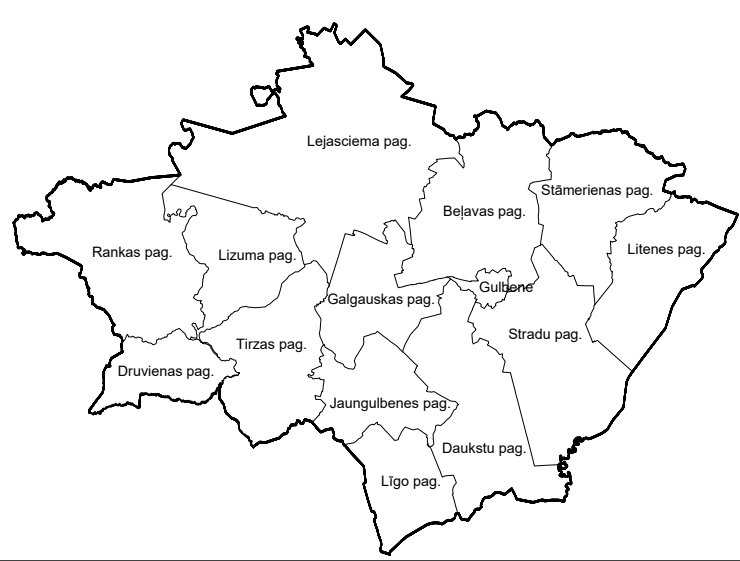 Lejasciema pag.
Stāmerienas pag.
Beļavas pag.
Rankas pag.
Lizuma pag.
Litenes pag.
Gulbene
Galgauskas pag.
Stradu pag.
Tirzas pag.
Druvienas pag.
Jaungulbenes pag.
Daukstu pag.
Līgo pag.